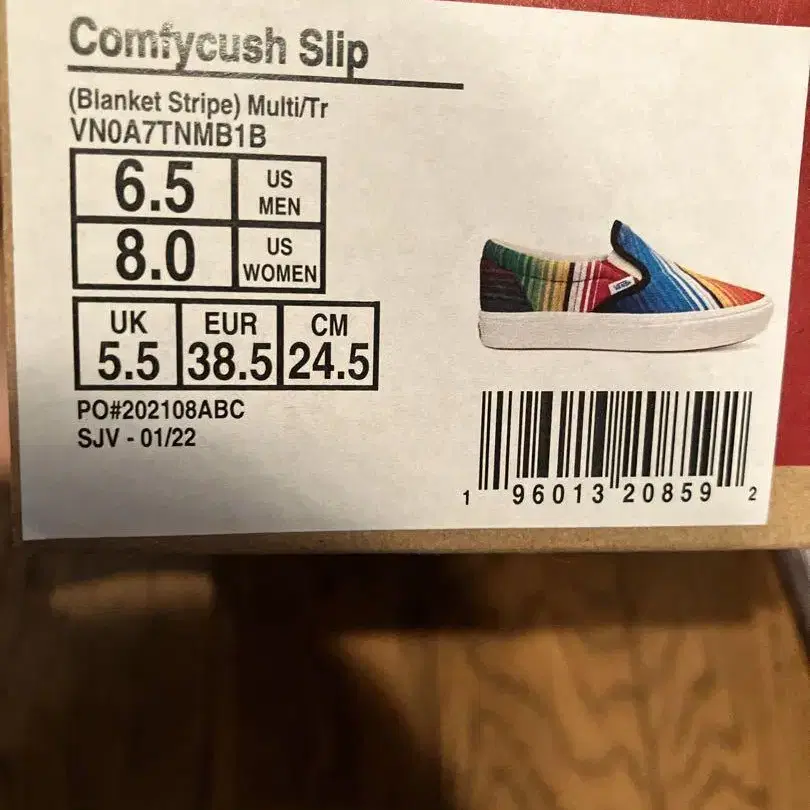 Comfycush Slip
(Blanket Stripe) Multi/Tr
VN0A7TNMB1B
6.5 US MEN
8.0 US WOMEN
UK EUR CM
5.5 38.5 24.5
PO#202108ABC
SJV - 01/22
VANS
1 96013 20859 2